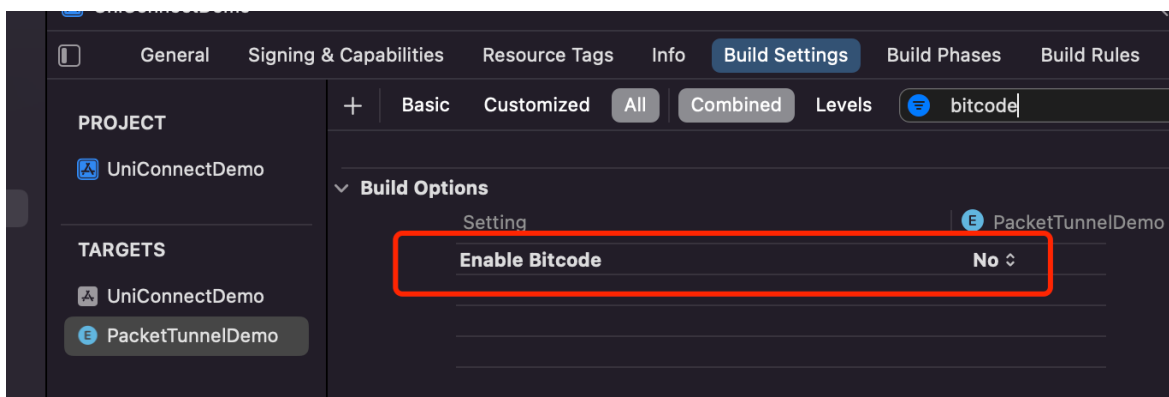 General Signing & Capabilities Resource Tags Info Build Settings Build Phases Build Rules
PROJECT
UniConnectDemo
TARGETS
UniConnectDemo
PacketTunnelDemo
+ Basic Customized All Combined Levels bitcode
Build Options
Setting E PacketTunnelDemo
Enable Bitcode No